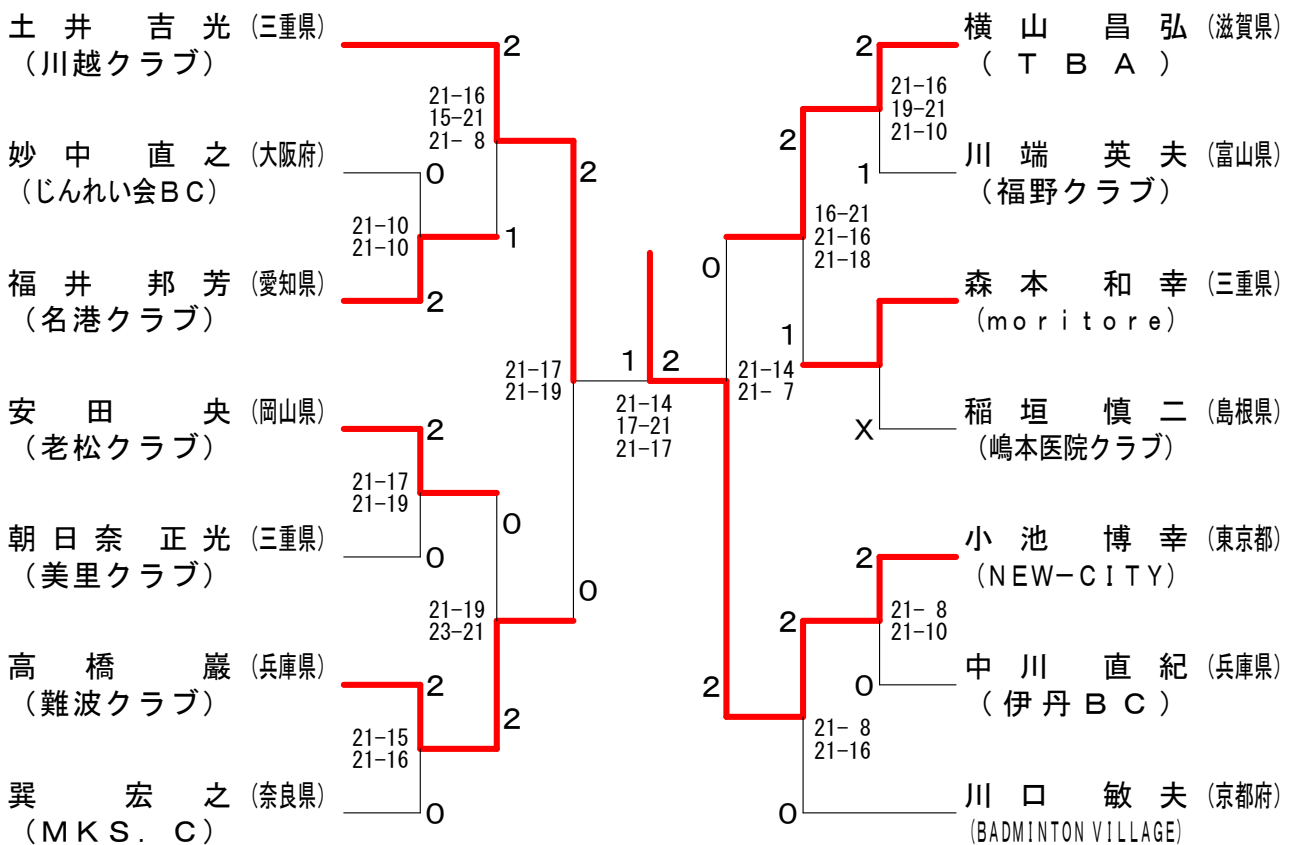 土井 吉光 (三重県)
(川越クラブ)
2
21-16
15-21
21- 8
妙中 直之 (大阪府)
(じんれい会BC)
0
2
21-10
21-10
1
福井 邦芳 (愛知県)
(名港クラブ)
2
21-17
21-19
1
安田 央 (岡山県)
(老松クラブ)
2
21-17
21-19
0
朝日奈 正光 (三重県)
(美里クラブ)
0
21-19
23-21
0
高橋 巖 (兵庫県)
(難波クラブ)
2
2
21-15
21-16
巽 宏之 (奈良県)
(MKS. C)
0
2
21-14
17-21
21-17
横山 昌弘 (滋賀県)
(TBA)
2
21-16
19-21
21-10
2
川端 英夫 (富山県)
(福野クラブ)
1
16-21
21-16
21-18
0
森本 和幸 (三重県)
(moritore)
1
21-14
21- 7
稲垣 慎二 (島根県)
(嶋本医院クラブ)
X
小池 博幸 (東京都)
(NEW-CITY)
2
21- 8
21-10
2
中川 直紀 (兵庫県)
(伊丹BC)
0
2
21- 8
21-16
川口 敏夫 (京都府)
(BADMINTON VILLAGE)
0